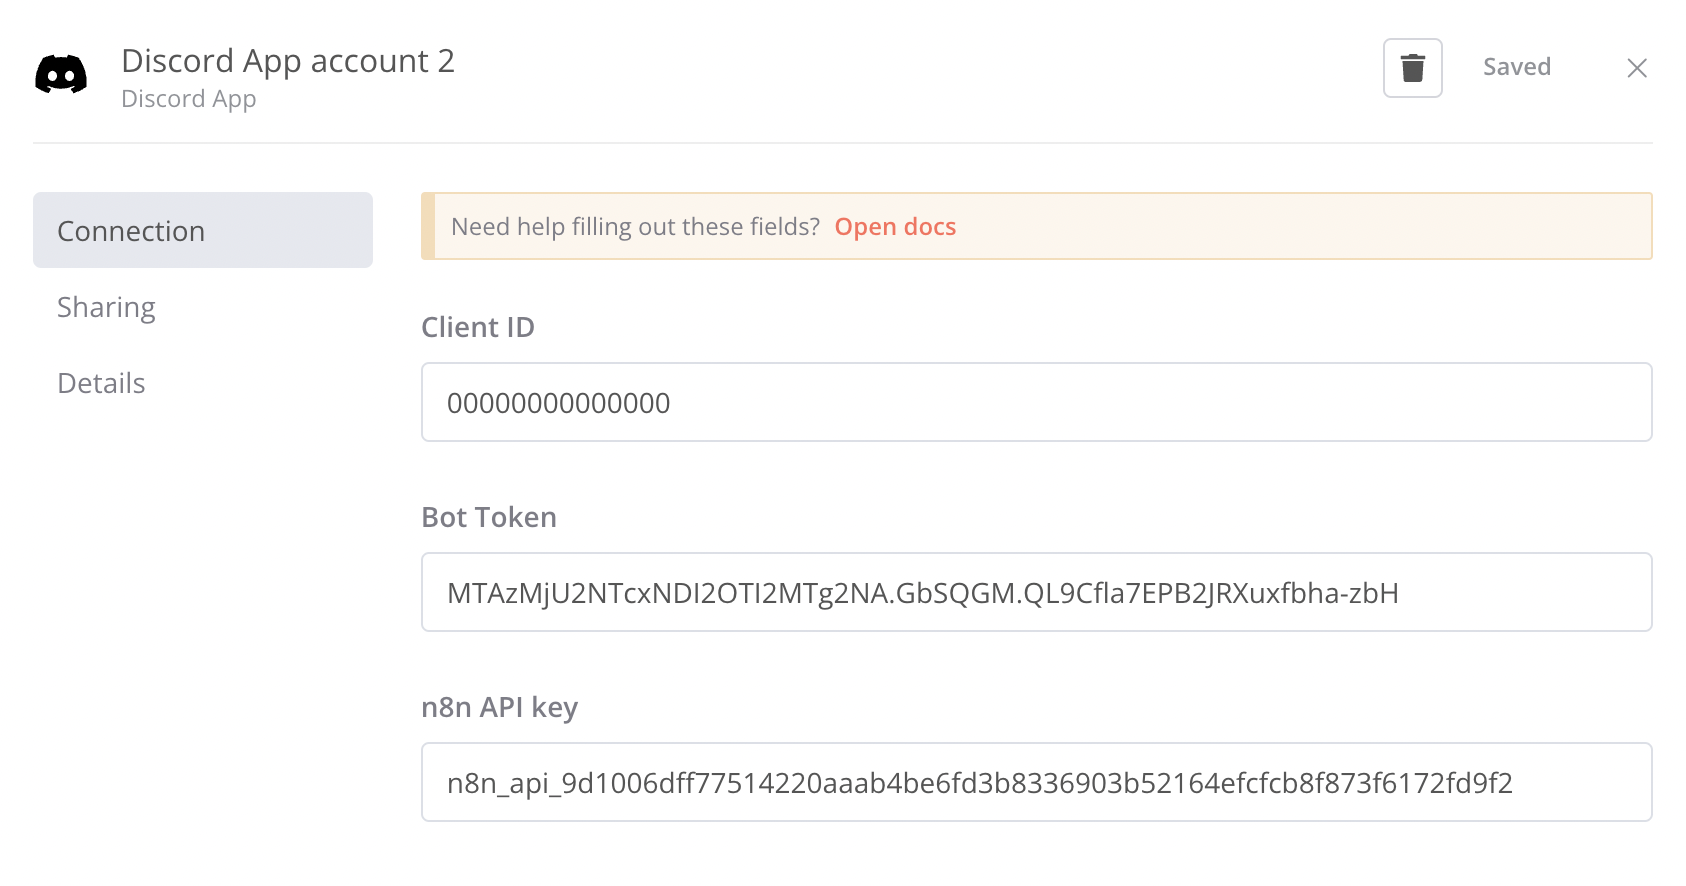 Discord App account 2
Discord App
Saved
Connection
Sharing
Details
Need help filling out these fields? Open docs
Client ID
00000000000000
Bot Token
MTAzMjU2NTcxNDI2OTI2MTg2NA.GbSQGM.QL9Cfla7EPB2JRXuxfbha-zbH
n8n API key
n8n_api_9d1006dff77514220aaab4be6fd3b8336903b52164efcfcb8f873f6172fd9f2